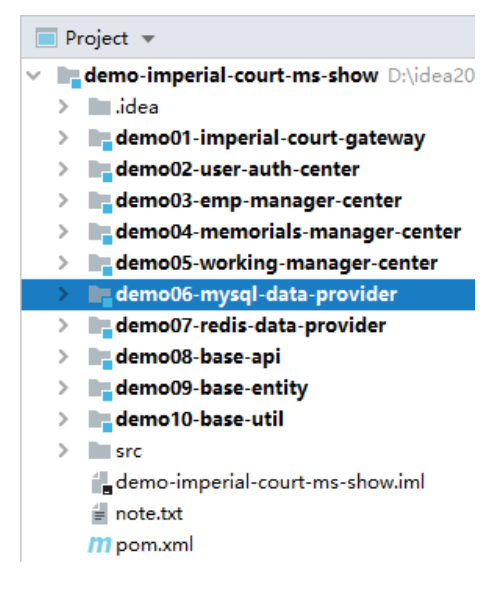 Project
demo-imperial-court-ms-show D:\idea20
.idea
demo01-imperial-court-gateway
demo02-user-auth-center
demo03-emp-manager-center
demo04-memorials-manager-center
demo05-working-manager-center
demo06-mysql-data-provider
demo07-redis-data-provider
demo08-base-api
demo09-base-entity
demo10-base-util
src
demo-imperial-court-ms-show.iml
note.txt
m pom.xml